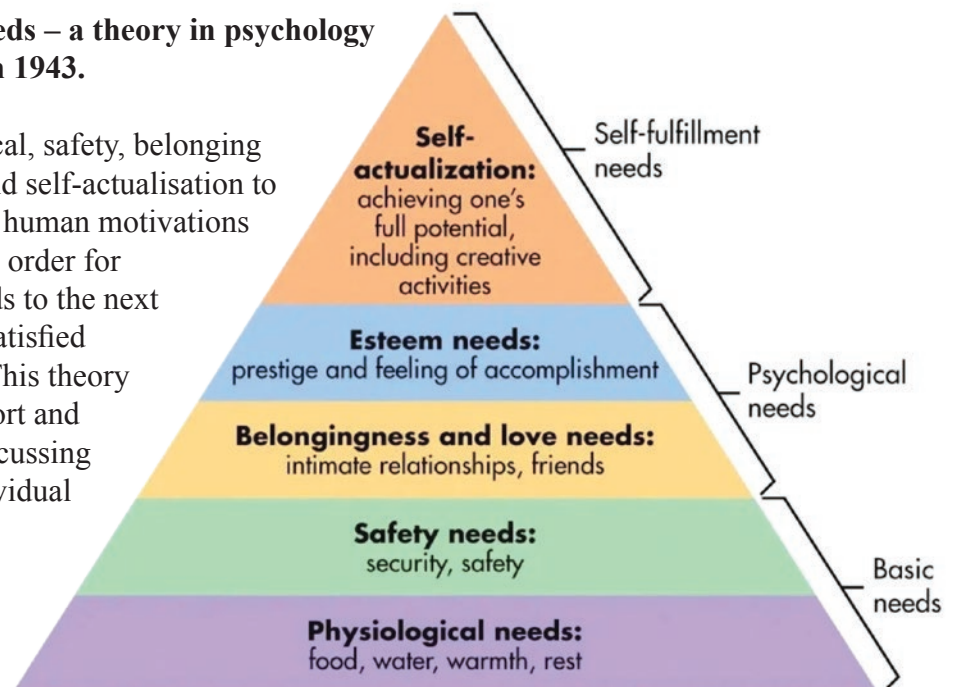 eds – a theory in psychology
n 1943.
cal, safety, belonging
nd self-actualisation to
human motivations
order for
ds to the next
atisfied
This theory
ort and
cussing
vidual
Self-
actualization:
achieving one's
full potential,
including creative
activities
Esteem needs:
prestige and feeling of accomplishment
Belongingness and love needs:
intimate relationships, friends
Safety needs:
security, safety
Physiological needs:
food, water, warmth, rest
Self-fulfillment
needs
Psychological
needs
Basic
needs